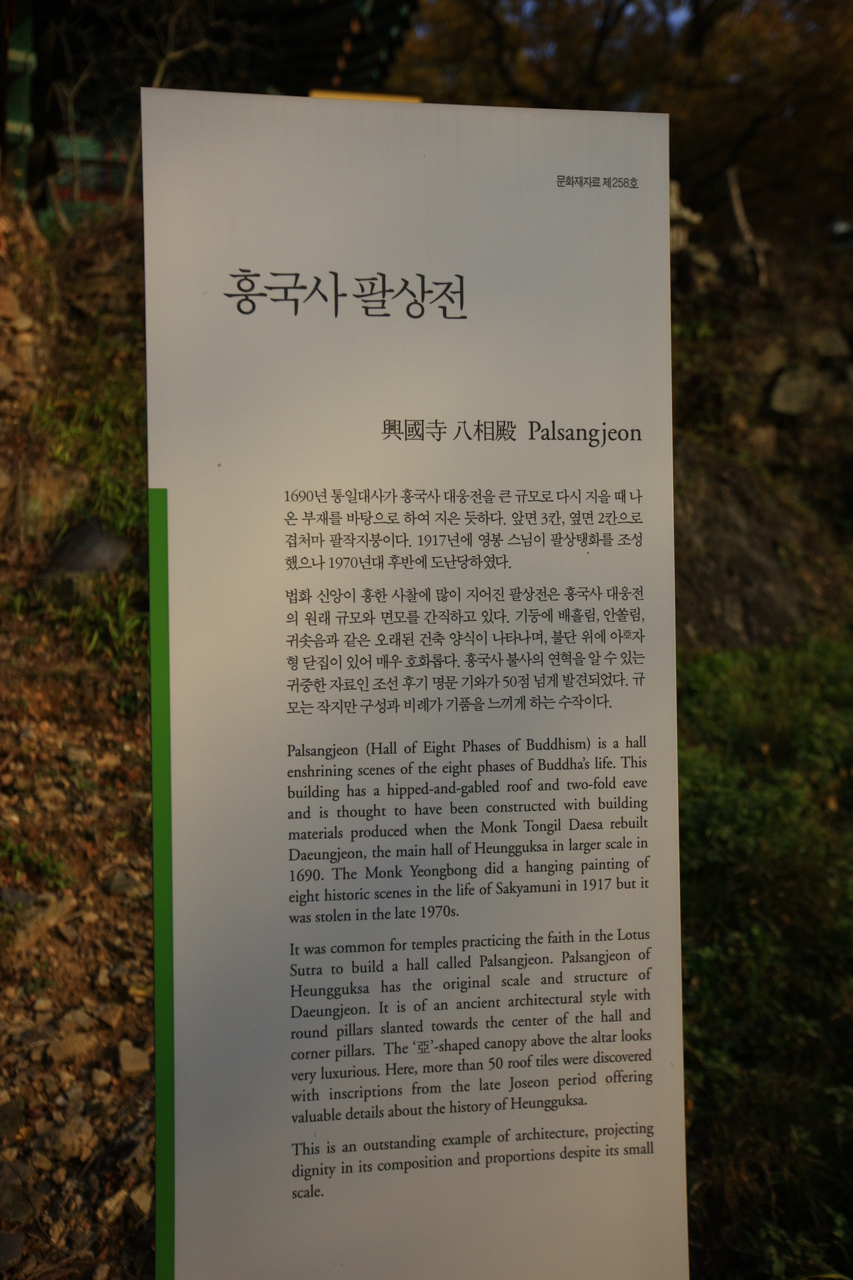 문화재자료 제258호
흥국사 팔상전
興國寺 八相殿 Palsangjeon
1690년 통일대사가 흥국사 대웅전을 큰 규모로 다시 지을 때 나
온 부재를 바탕으로 하여 지은 듯하다. 앞면 3칸, 옆면 2칸으로
겹처마 팔작지붕이다. 1917년에 영봉 스님이 팔상탱화를 조성
했으나 1970년대 후반에 도난당하였다.
법화 신앙이 흥한 사찰에 많이 지어진 팔상전은 흥국사 대웅전
의 원래 규모와 면모를 간직하고 있다. 기둥에 배흘림, 안쏠림,
귀솟음과 같은 오래된 건축 양식이 나타나며, 불단 위에 아亞자
형 닫집이 있어 매우 호화롭다. 흥국사 불사의 연혁을 알 수 있는
귀중한 자료인 조선 후기 명문 기와가 50점 넘게 발견되었다. 규
모는 작지만 구성과 비례가 기품을 느끼게 하는 수작이다.
Palsangjeon (Hall of Eight Phases of Buddhism) is a hall
enshrining scenes of the eight phases of Buddha's life. This
building has a hipped-and-gabled roof and two-fold eave
and is thought to have been constructed with building
materials produced when the Monk Tongil Daesa rebuilt
Daeungjeon, the main hall of Heungguksa in larger scale in
1690. The Monk Yeongbong did a hanging painting of
eight historic scenes in the life of Sakyamuni in 1917 but it
was stolen in the late 1970s.
It was common for temples practicing the faith in the Lotus
Sutra to build a hall called Palsangjeon. Palsangjeon of
Heungguksa has the original scale and structure of
Daeungjeon. It is of an ancient architectural style with
round pillars slanted towards the center of the hall and
corner pillars. The '亞'-shaped canopy above the altar looks
very luxurious. Here, more than 50 roof tiles were discovered
with inscriptions from the late Joseon period offering
valuable details about the history of Heungguksa.
This is an outstanding example of architecture, projecting
dignity in its composition and proportions despite its small
scale.